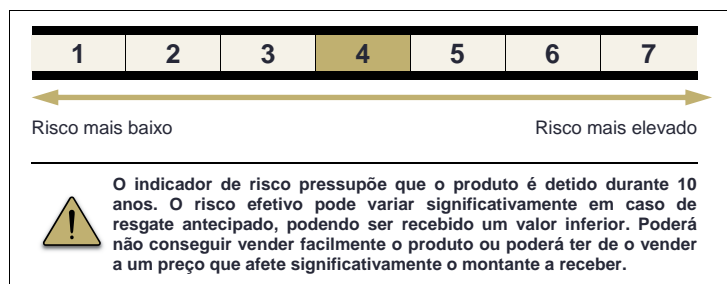 1 2 3 4 5 6 7
Risco mais baixo Risco mais elevado
O indicador de risco pressupõe que o produto é detido durante 10
anos. O risco efetivo pode variar significativamente em caso de
resgate antecipado, podendo ser recebido um valor inferior. Poderá
não conseguir vender facilmente o produto ou poderá ter de o vender
a um preço que afete significativamente o montante a receber.